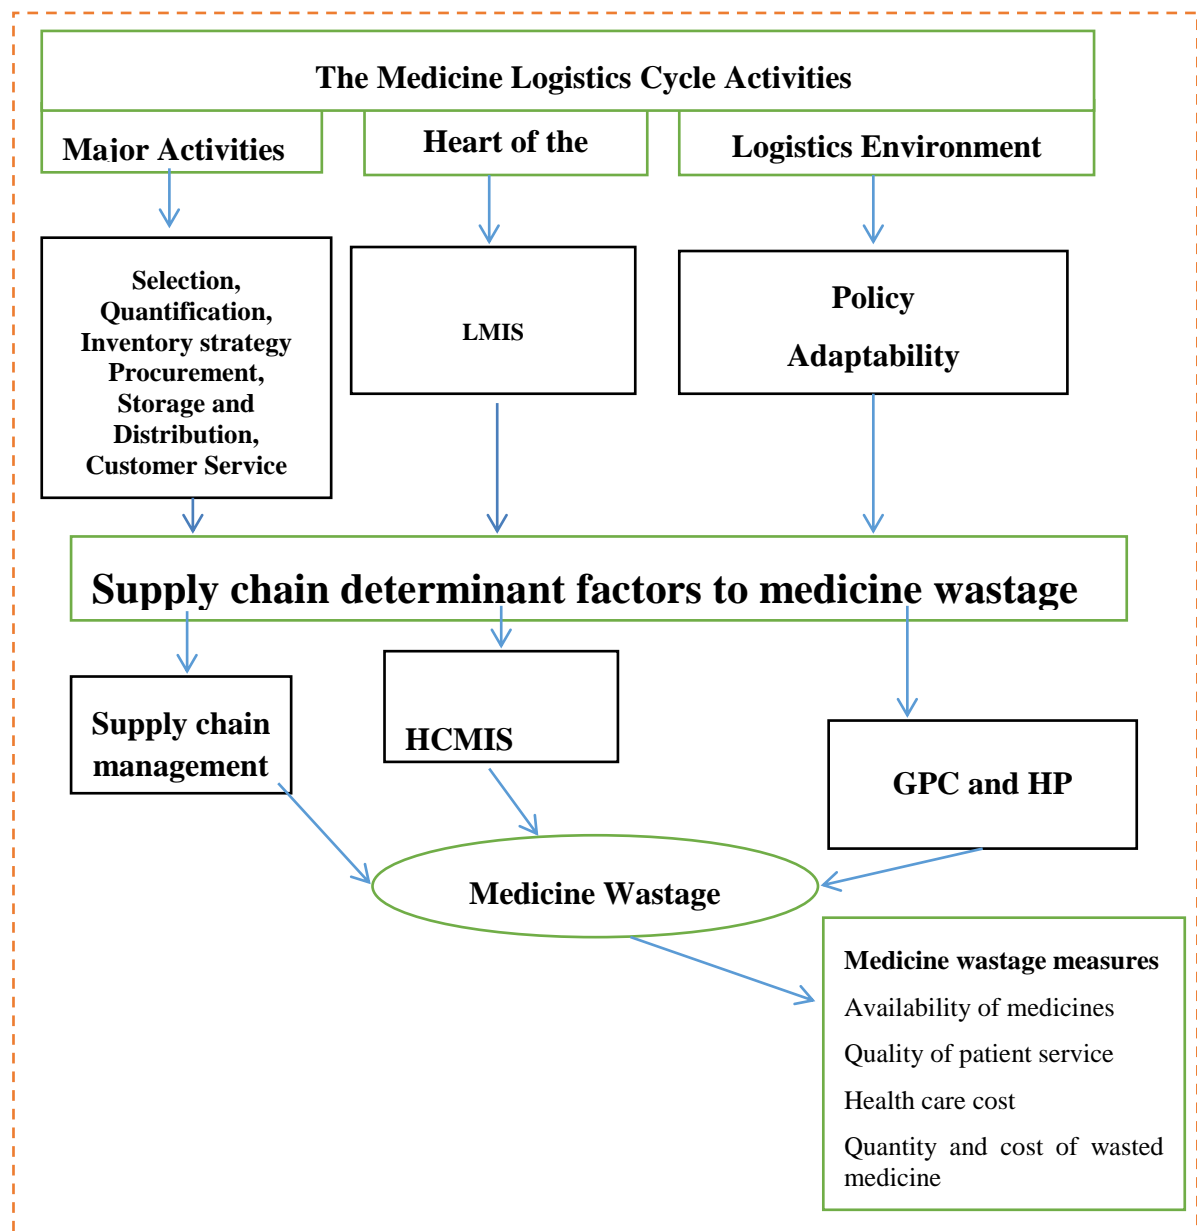 The Medicine Logistics Cycle Activities
Major Activities
Heart of the
Logistics Environment
Selection,
Quantification,
Inventory strategy
Procurement,
Storage and
Distribution,
Customer Service
LMIS
Policy
Adaptability
Supply chain determinant factors to medicine wastage
Supply chain
management
HCMIS
GPC and HP
Medicine Wastage
Medicine wastage measures
Availability of medicines
Quality of patient service
Health care cost
Quantity and cost of wasted
medicine